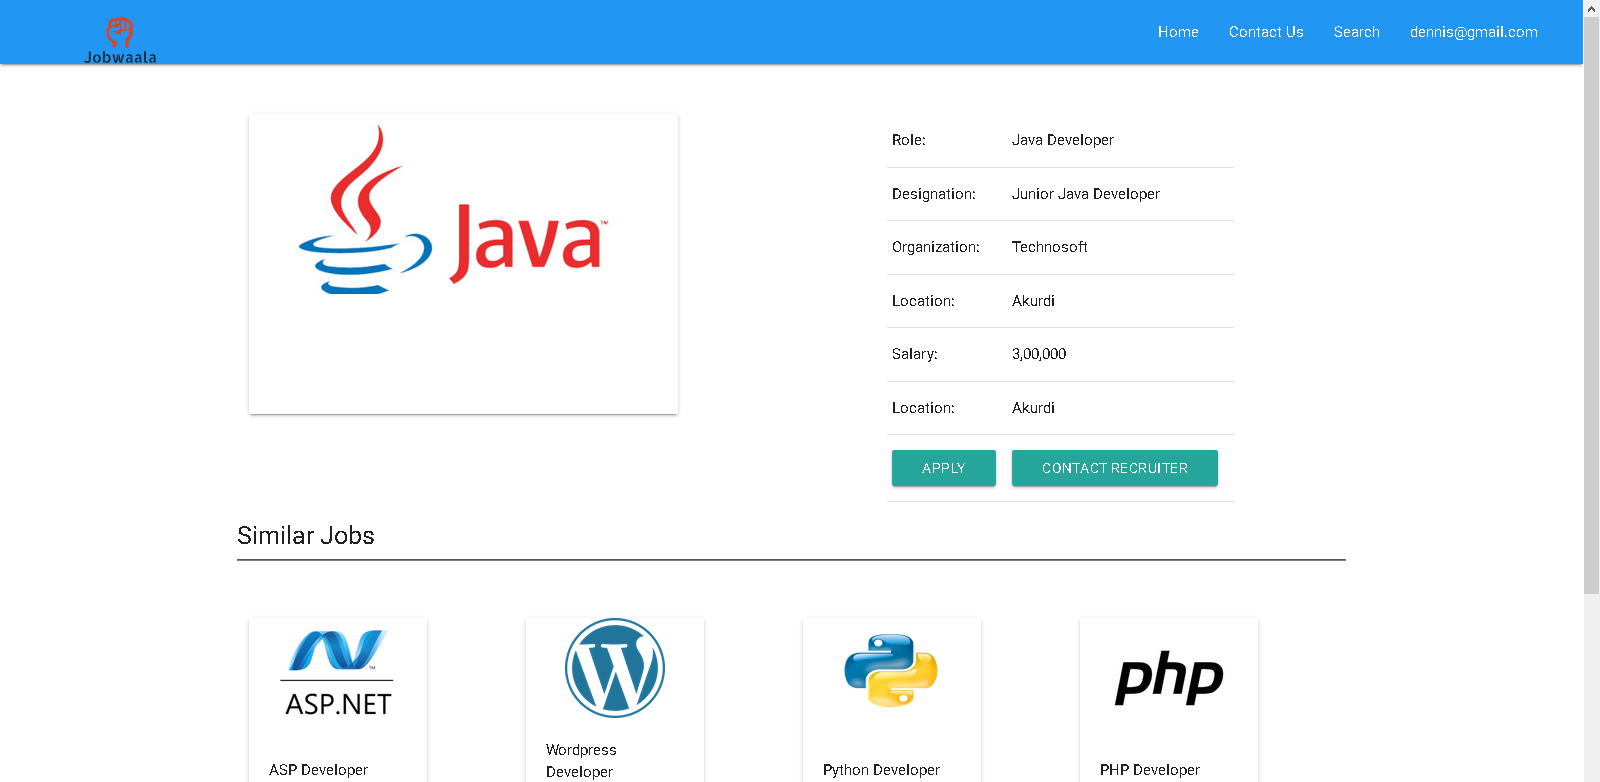 Jobwaala
Home Contact Us Search dennis@gmail.com
Java™
Role: Java Developer
Designation: Junior Java Developer
Organization: Technosoft
Location: Akurdi
Salary: 3,00,000
Location: Akurdi
APPLY CONTACT RECRUITER
Similar Jobs
ASP.NET
™
W
php
ASP Developer
Wordpress
Developer
Python Developer
PHP Developer